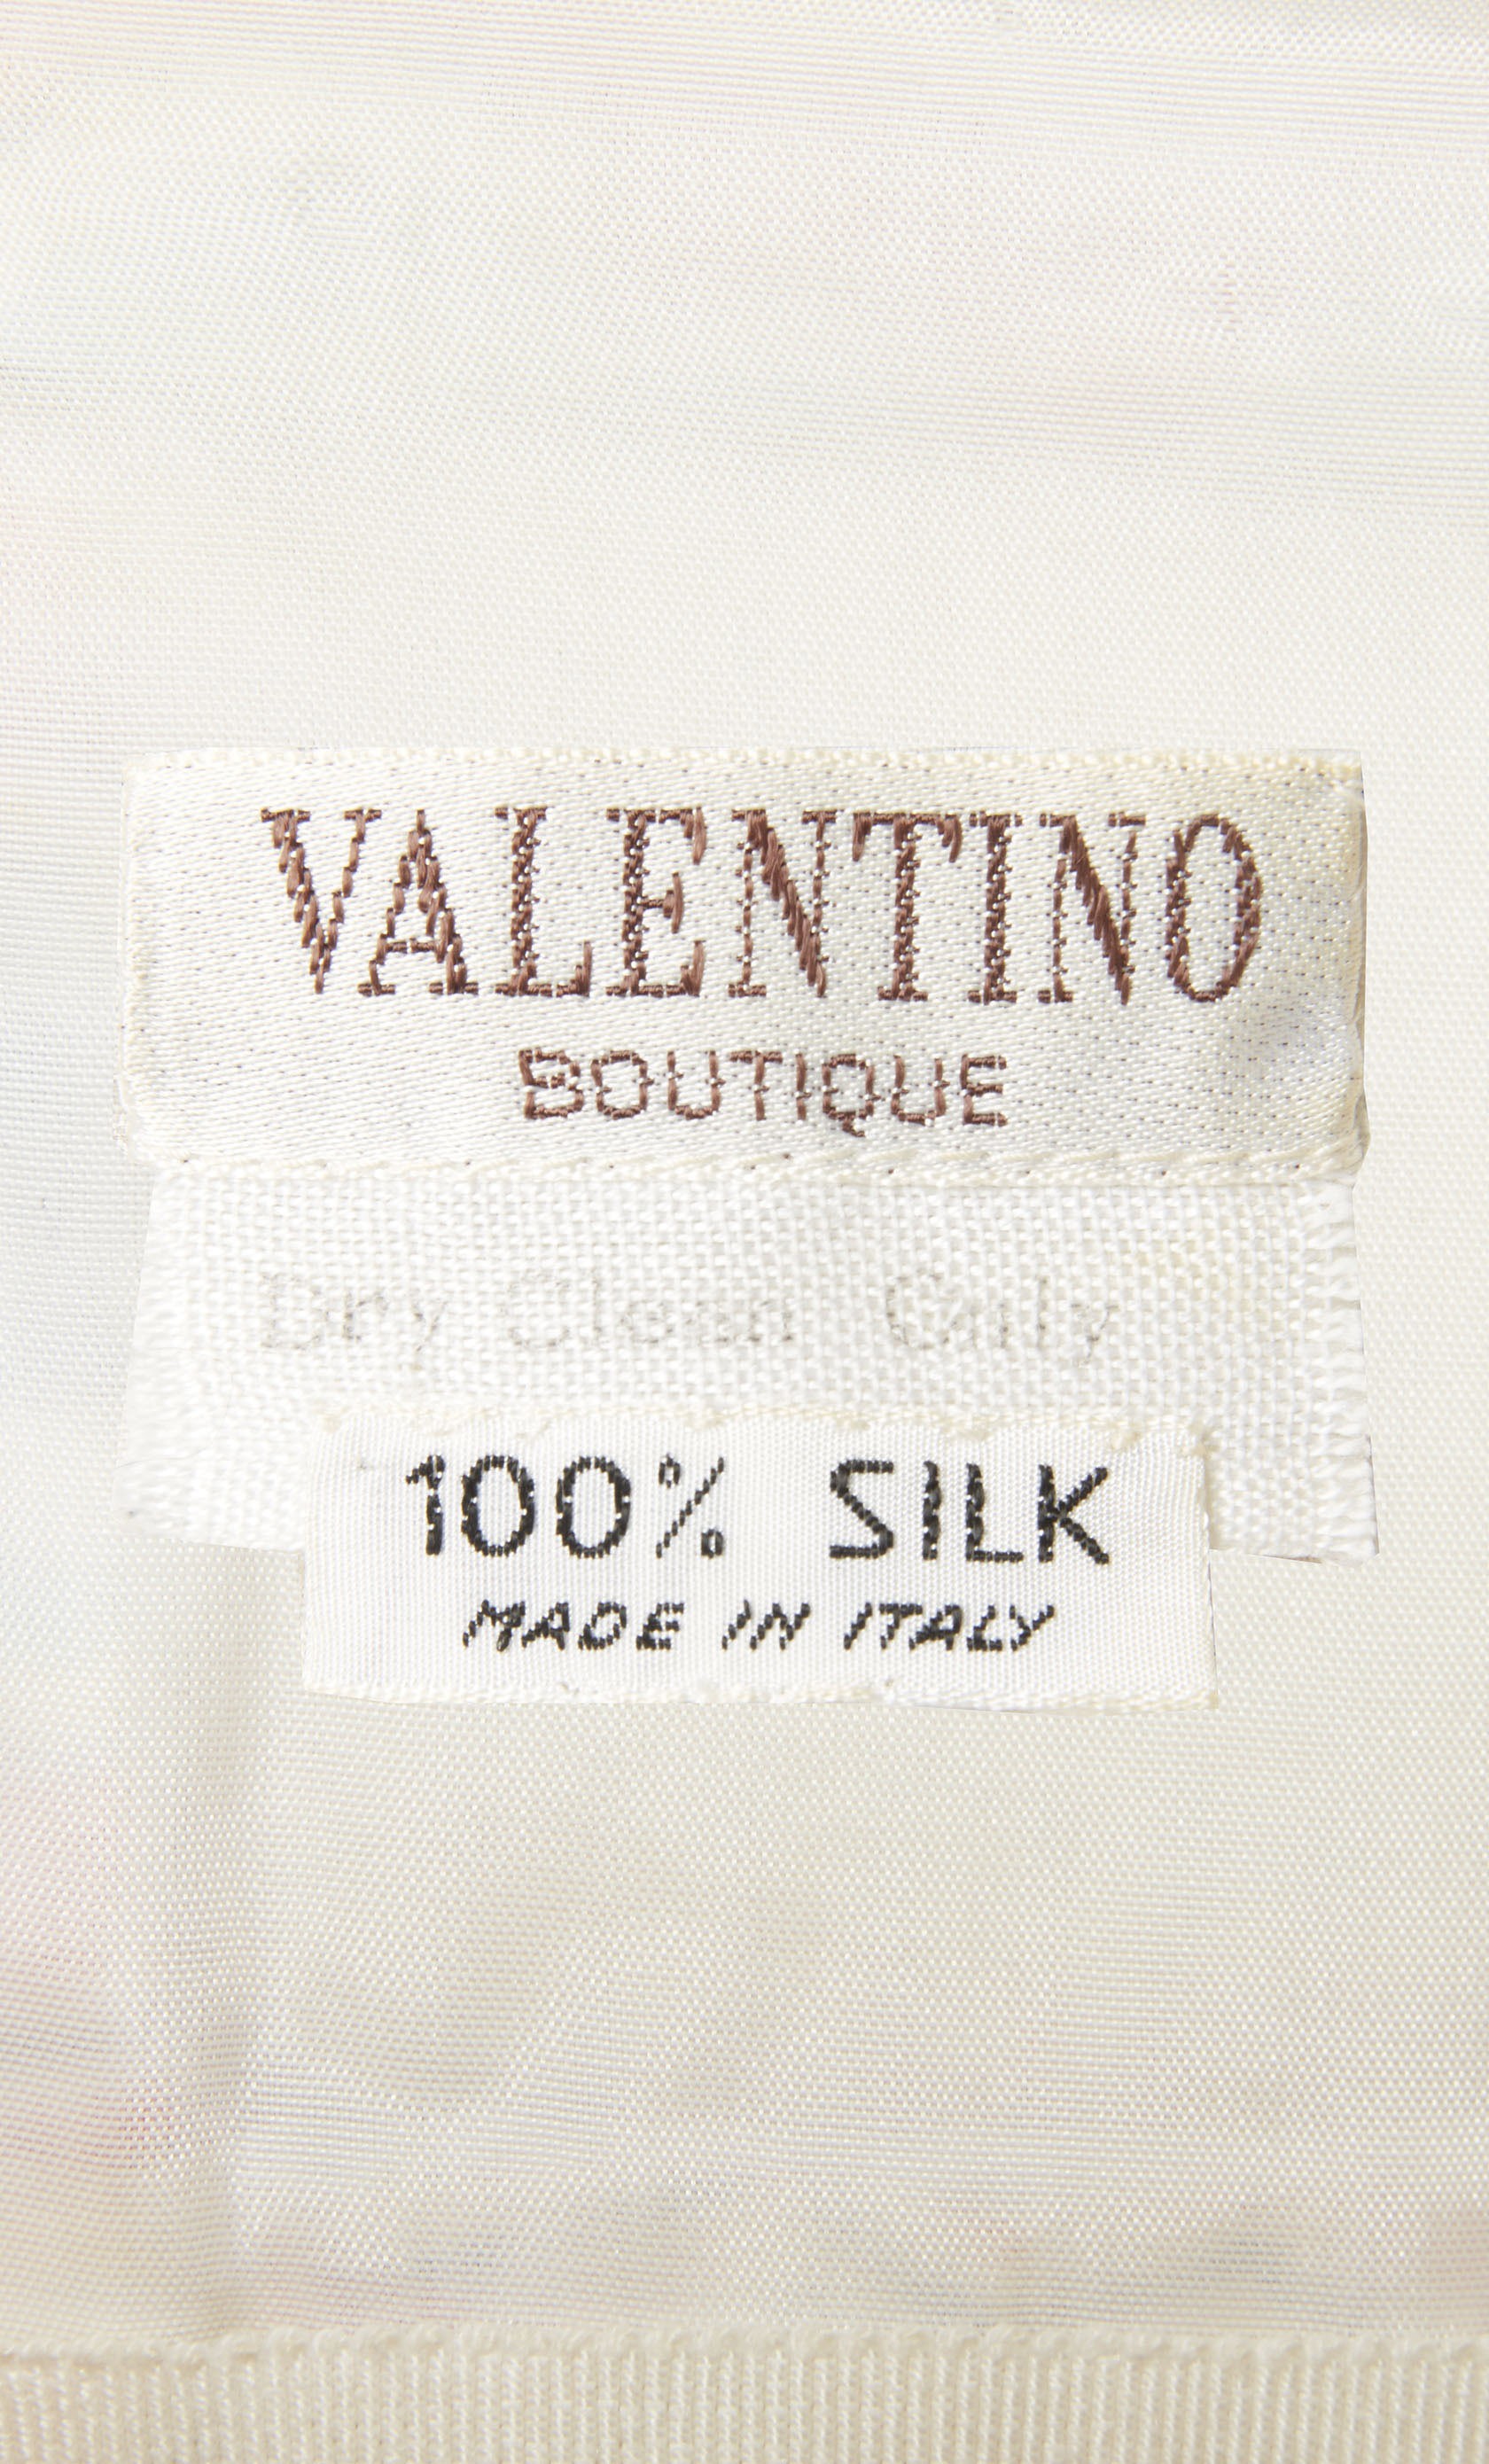 VALENTINO
BOUTIQUE
Dry Clean Only
100% SILK
MADE IN ITALY